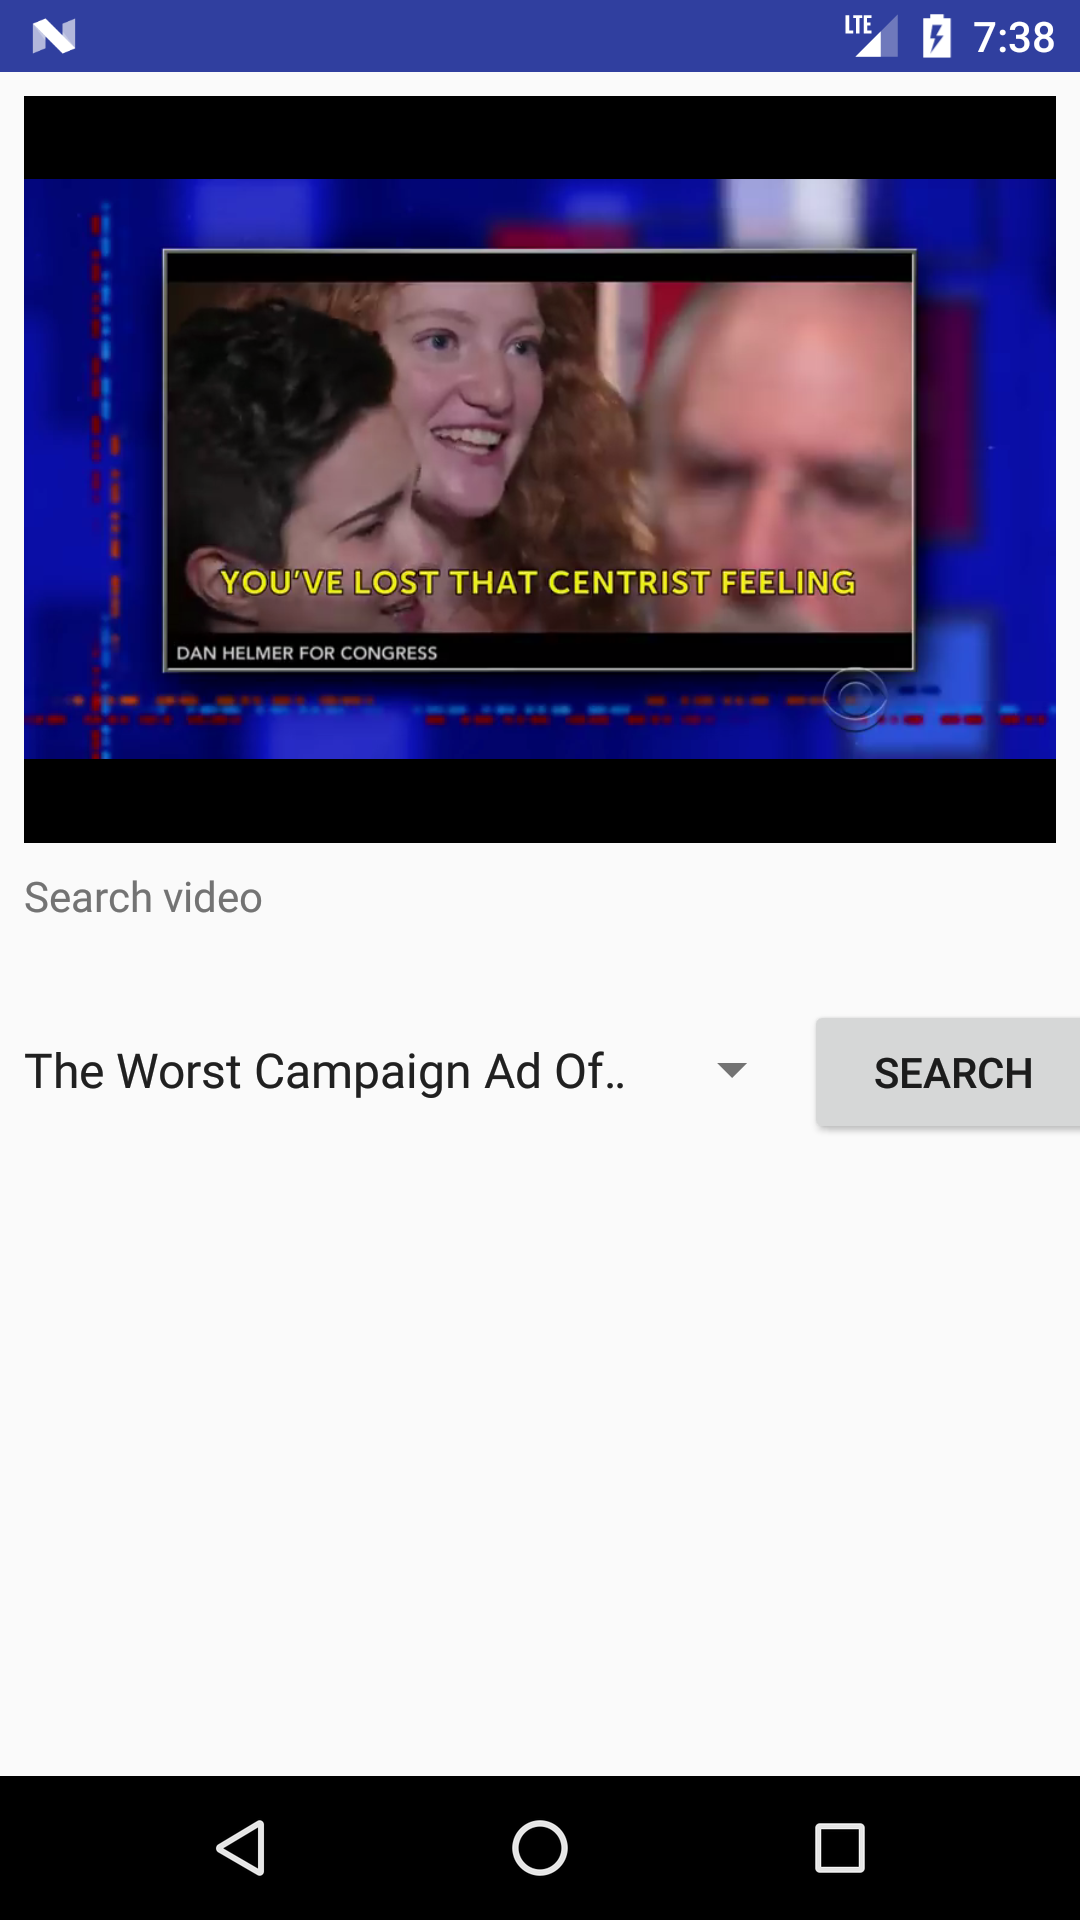 LTE 7:38
YOU'VE LOST THAT CENTRIST FEELING
DAN HELMER FOR CONGRESS
Search video
The Worst Campaign Ad Of..
SEARCH